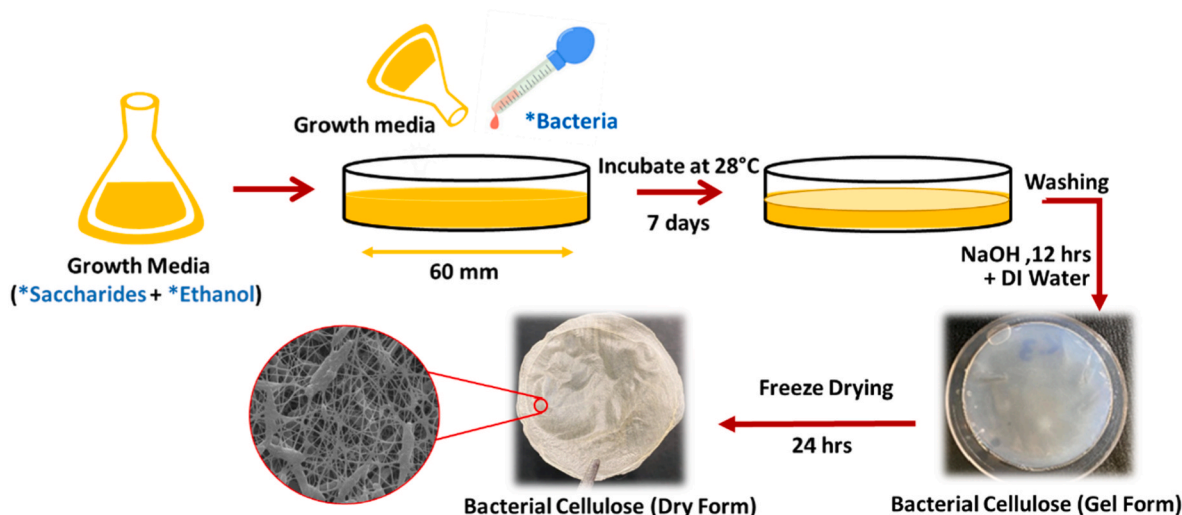 Growth media
*Bacteria
Growth Media
(*Saccharides + *Ethanol)
60 mm
Incubate at 28°C
7 days
Washing
NaOH ,12 hrs
+ DI Water
Bacterial Cellulose (Gel Form)
Freeze Drying
24 hrs
Bacterial Cellulose (Dry Form)